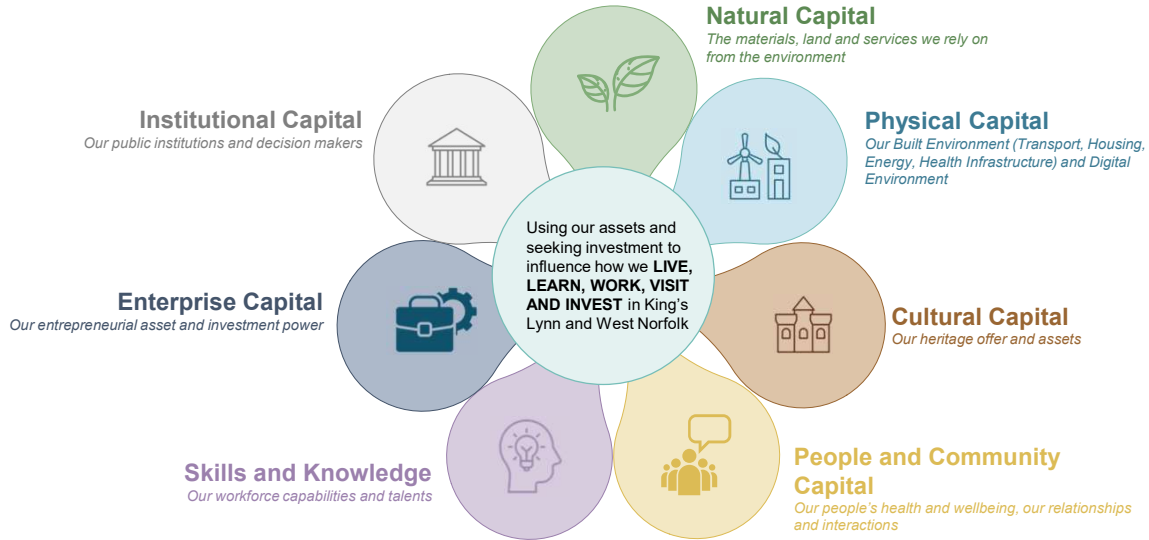 Natural Capital
The materials, land and services we rely on
from the environment
Physical Capital
Our Built Environment (Transport, Housing,
Energy, Health Infrastructure) and Digital
Environment
Cultural Capital
Our heritage offer and assets
People and Community
Capital
Our people's health and wellbeing, our relationships
and interactions
Skills and Knowledge
Our workforce capabilities and talents
Enterprise Capital
Our entrepreneurial asset and investment power
Institutional Capital
Our public institutions and decision makers
Using our assets and
seeking investment to
influence how we LIVE,
LEARN, WORK, VISIT
AND INVEST in King's
Lynn and West Norfolk